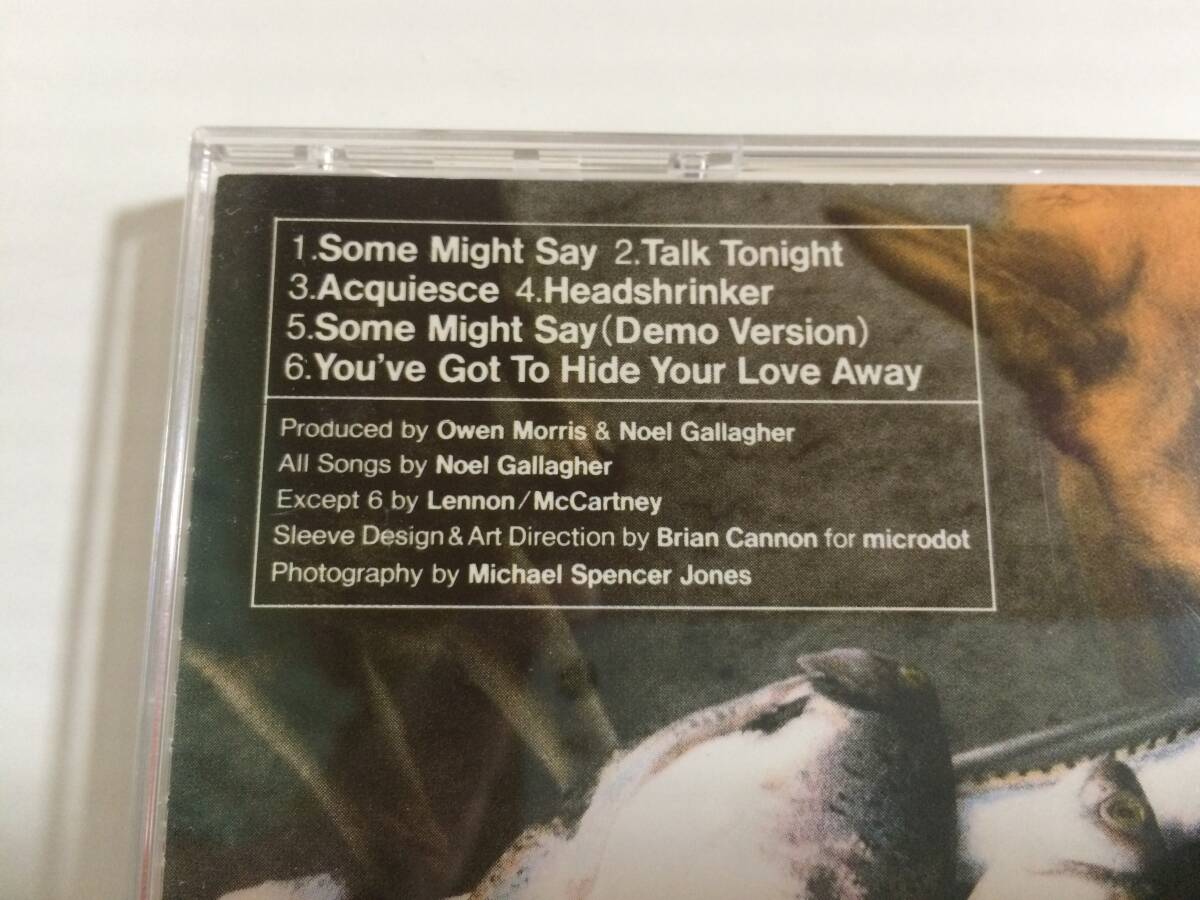 1.Some Might Say 2.Talk Tonight
3.Acquiesce 4.Headshrinker
5.Some Might Say(Demo Version)
6.You've Got To Hide Your Love Away
Produced by Owen Morris & Noel Gallagher
All Songs by Noel Gallagher
Except 6 by Lennon/McCartney
Sleeve Design & Art Direction by Brian Cannon for microdot
Photography by Michael Spencer Jones